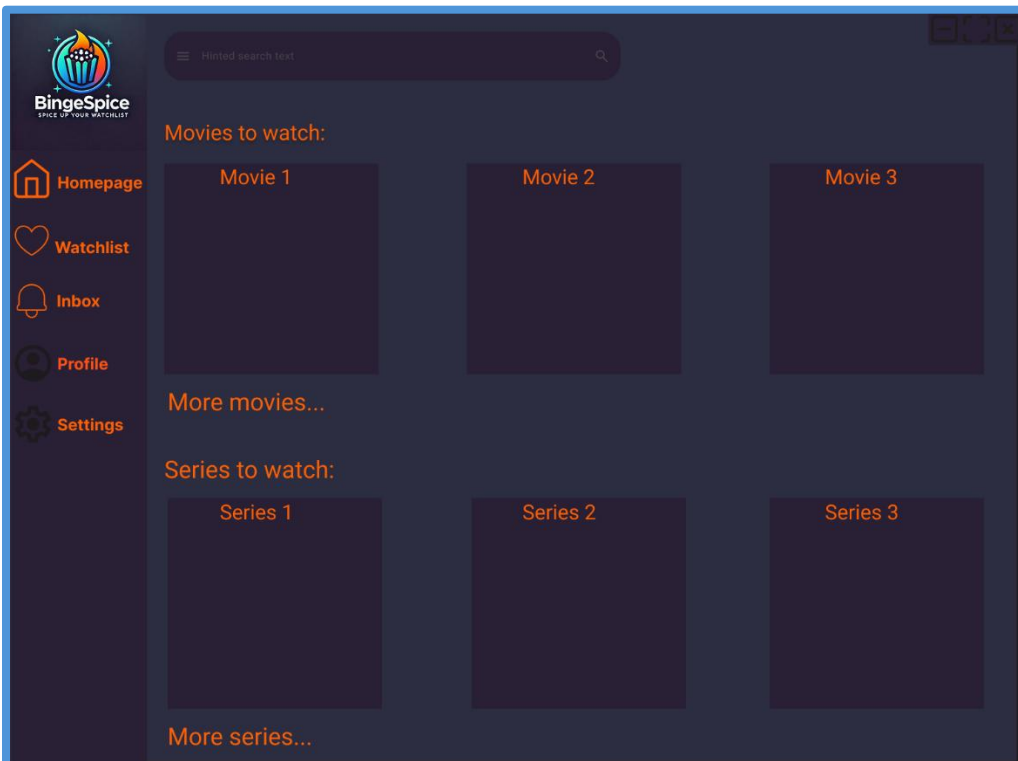 BingeSpice
SPICE UP YOUR WATCHLIST
Hinted search text
Homepage
Watchlist
Inbox
Profile
Settings
Movies to watch:
Movie 1
Movie 2
Movie 3
More movies...
Series to watch:
Series 1
Series 2
Series 3
More series...